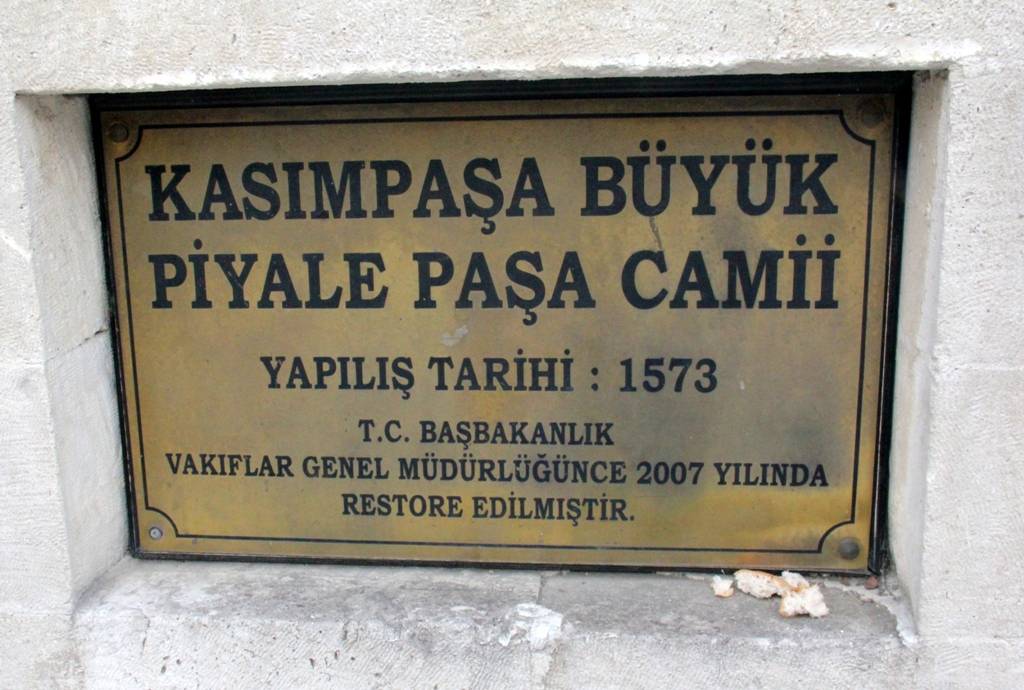 KASIMPAŞA BÜYÜK
PİYALE PAŞA CAMİİ
YAPILIŞ TARİHİ : 1573
T.C. BAŞBAKANLIK
VAKIFLAR GENEL MÜDÜRLÜĞÜNCE 2007 YILINDA
RESTORE EDİLMİŞTİR.